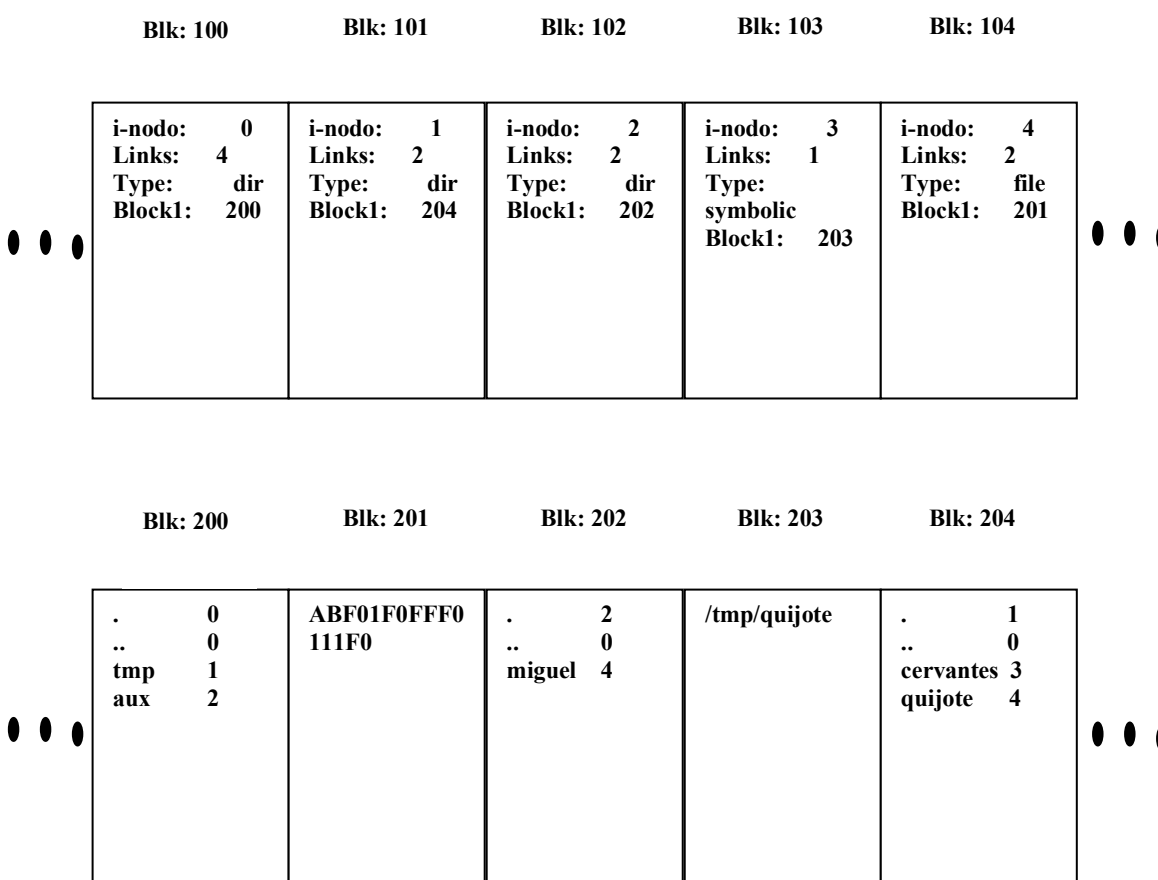 Blk: 100 Blk: 101 Blk: 102 Blk: 103 Blk: 104
i-nodo: 0
Links: 4
Type: dir
Block1: 200
i-nodo: 1
Links: 2
Type: dir
Block1: 204
i-nodo: 2
Links: 2
Type: dir
Block1: 202
i-nodo: 3
Links: 1
Type:
symbolic
Block1: 203
i-nodo: 4
Links: 2
Type: file
Block1: 201
Blk: 200 Blk: 201 Blk: 202 Blk: 203 Blk: 204
. 0
.. 0
tmp 1
aux 2
ABF01F0FFF0
111F0
. 2
.. 0
miguel 4
/tmp/quijote
. 1
.. 0
cervantes 3
quijote 4